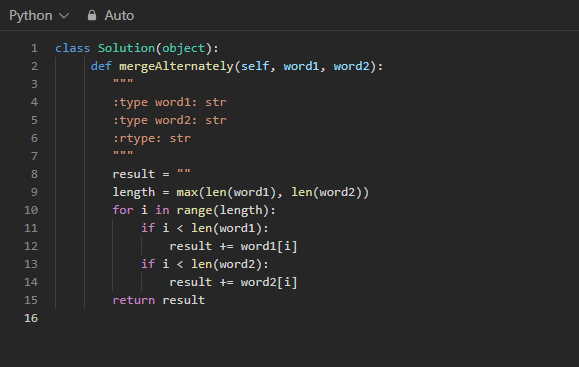 Python Auto
1 class Solution(object):
2     def mergeAlternately(self, word1, word2):
3         """
4         :type word1: str
5         :type word2: str
6         :rtype: str
7         """
8         result = ""
9         length = max(len(word1), len(word2))
10         for i in range(length):
11             if i < len(word1):
12                 result += word1[i]
13             if i < len(word2):
14                 result += word2[i]
15         return result
16